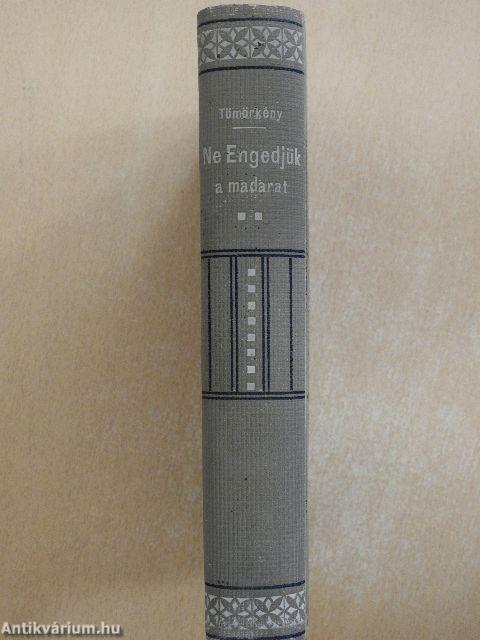 Tömörkény
Ne Engedjük
a madarat
Antikvárium.hu